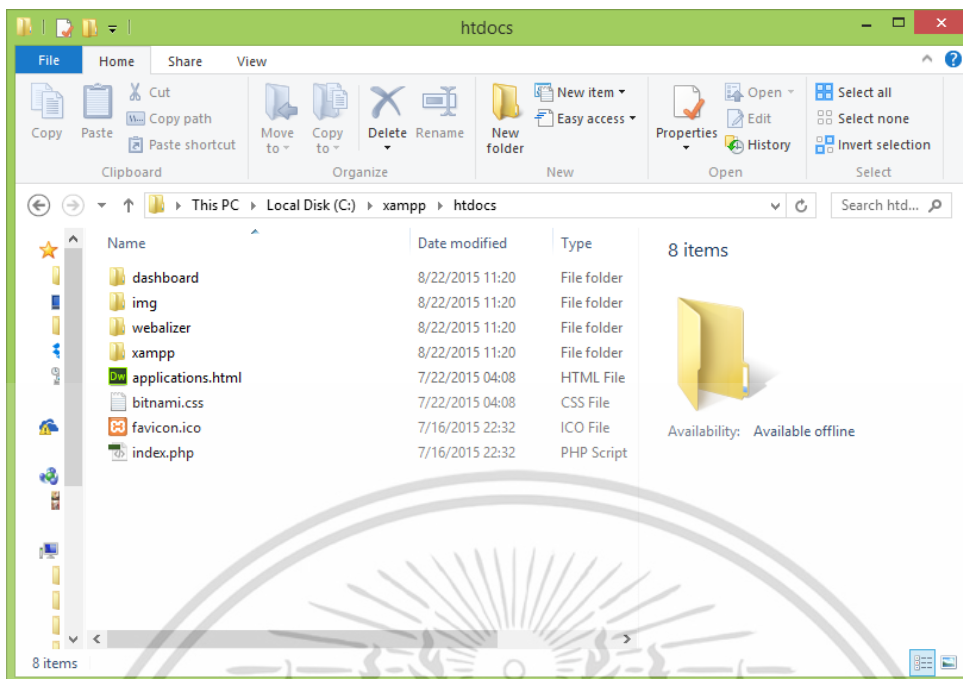 htdocs
File Home Share View
Copy Paste Cut Copy path Paste shortcut
Move to Copy to Delete Rename
New folder New item Easy access
Properties Open Edit History
Select all Select none Invert selection
Clipboard Organize New Open Select
This PC Local Disk (C:) xampp htdocs Search htd...
Name Date modified Type
dashboard 8/22/2015 11:20 File folder
img 8/22/2015 11:20 File folder
webalizer 8/22/2015 11:20 File folder
xampp 8/22/2015 11:20 File folder
Dw applications.html 7/22/2015 04:08 HTML File
bitnami.css 7/22/2015 04:08 CSS File
favicon.ico 7/16/2015 22:32 ICO File
index.php 7/16/2015 22:32 PHP Script
8 items
Availability: Available offline
8 items